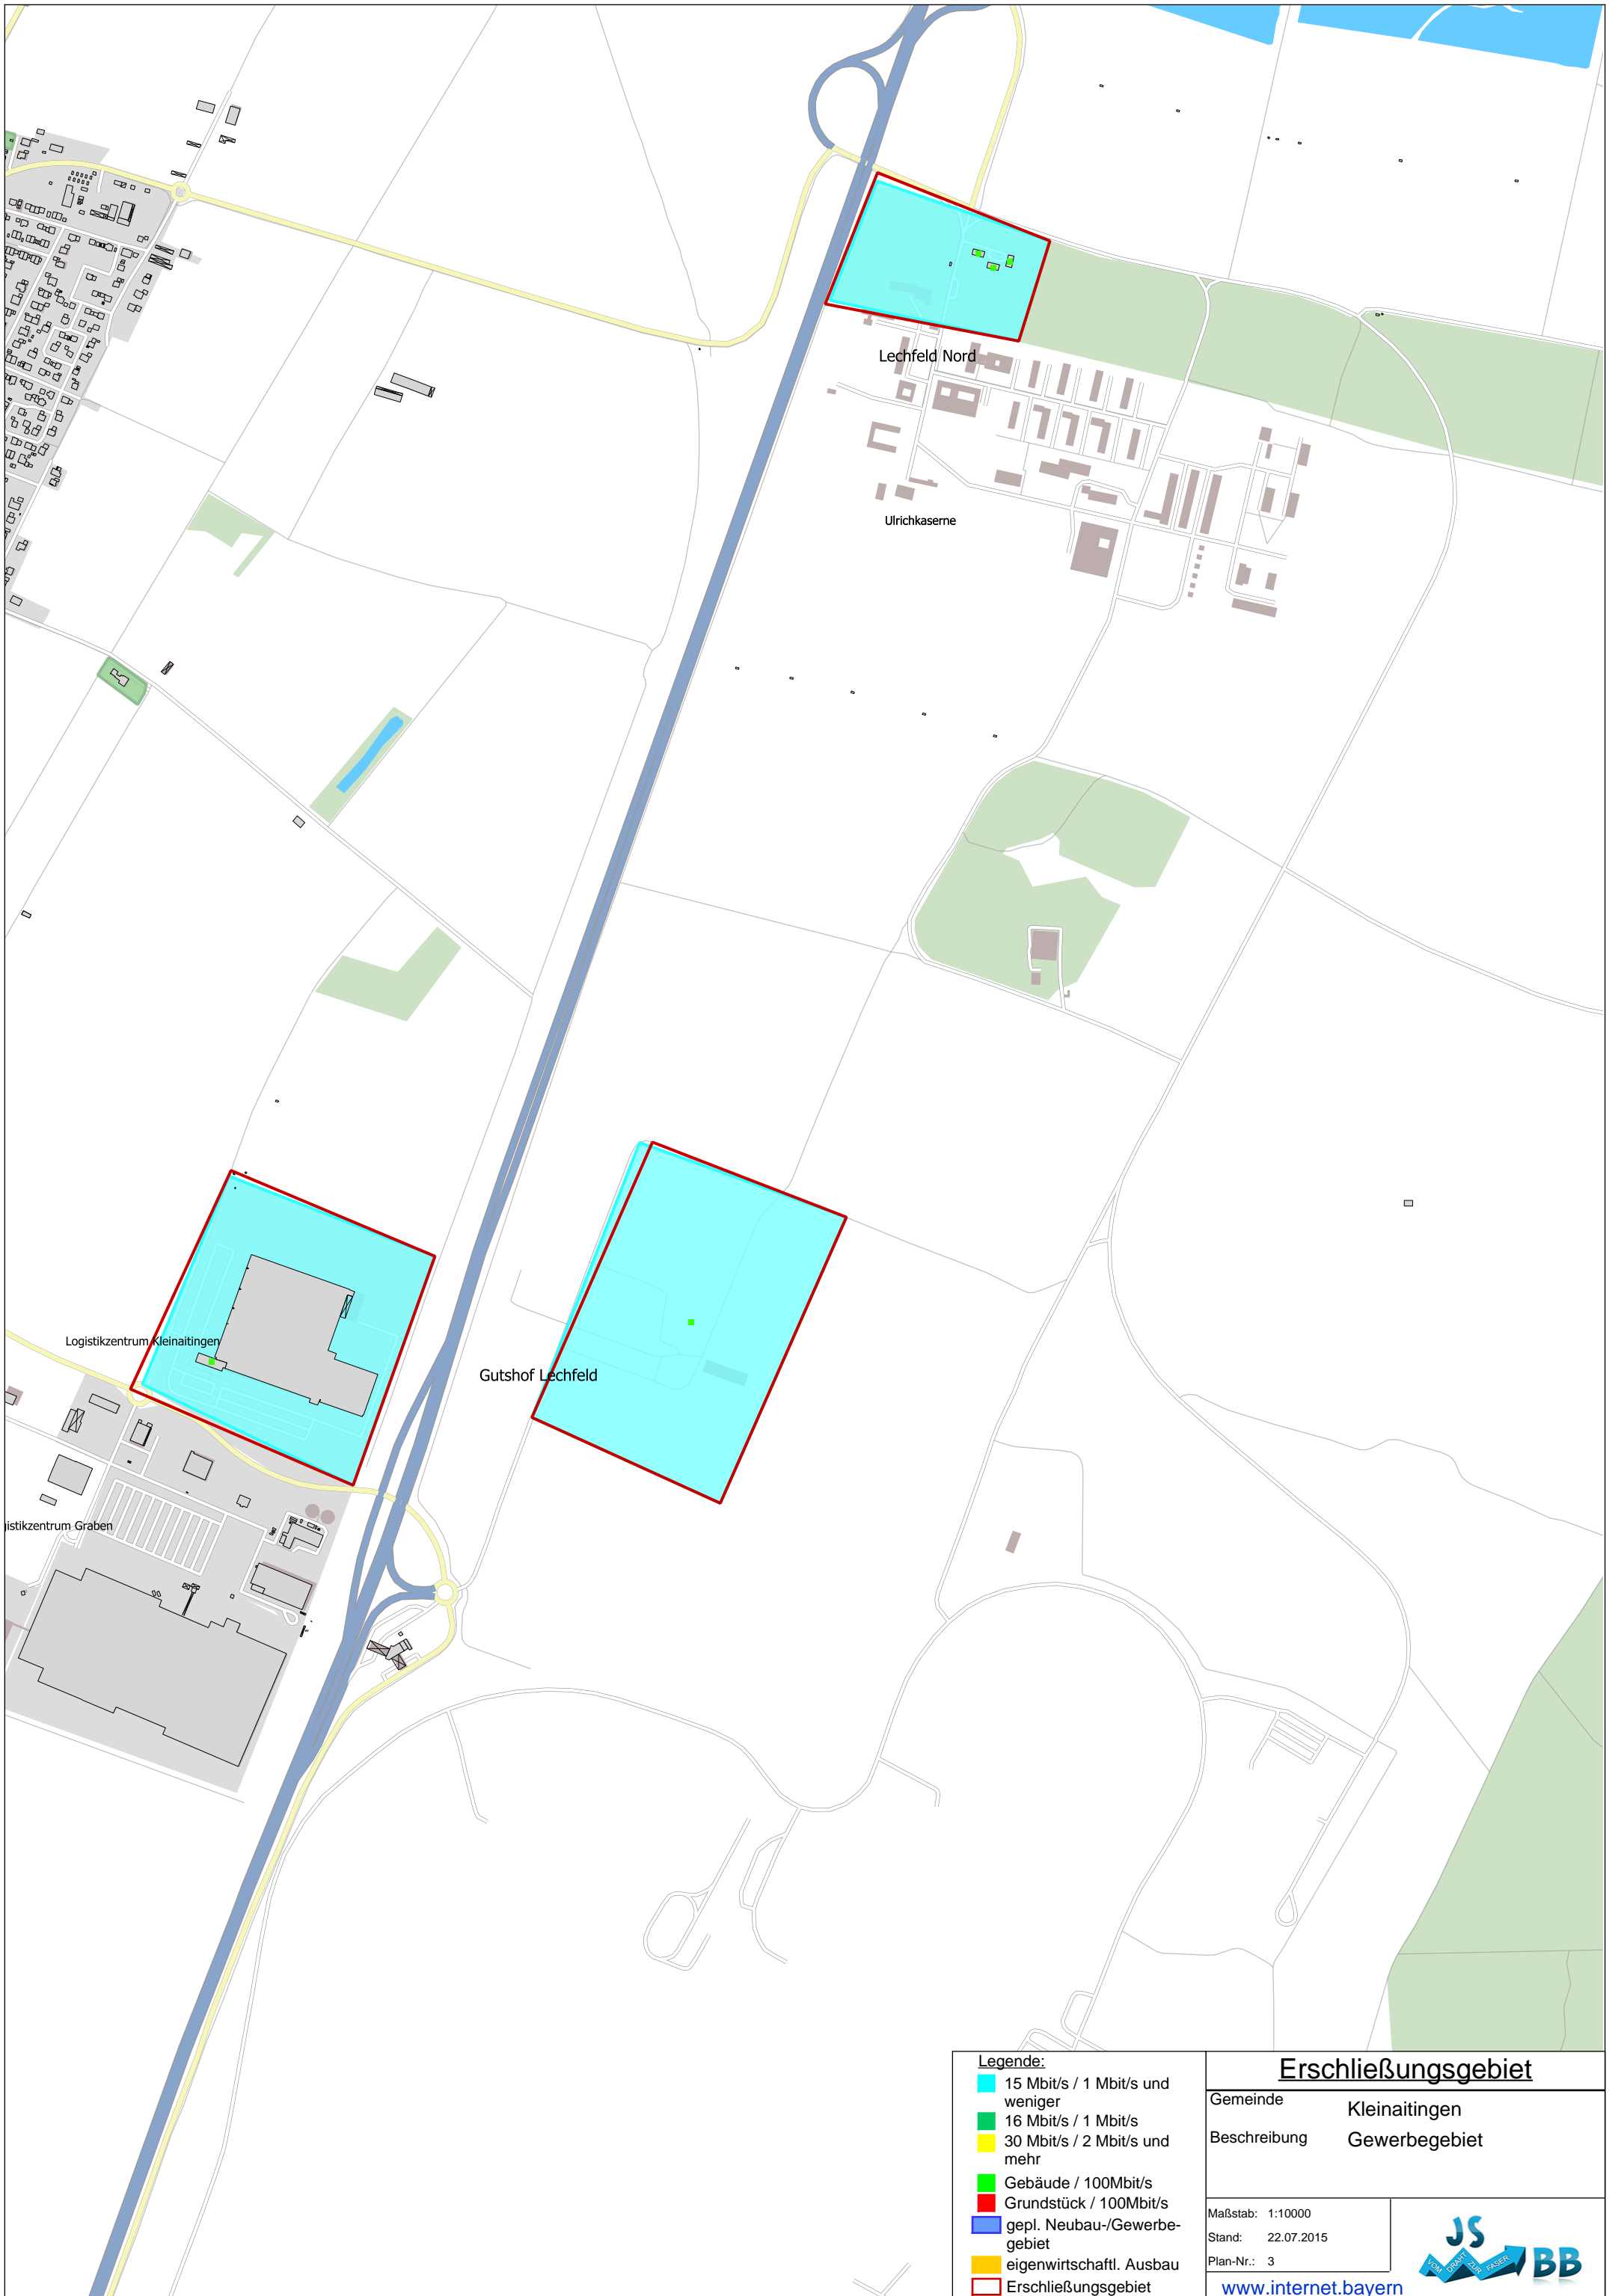 Lechfeld Nord
Ulrichkaserne
Logistikzentrum Kleinaitingen
Gutshof Lechfeld
gistikzentrum Graben
Legende:
15 Mbit/s / 1 Mbit/s und
weniger
16 Mbit/s / 1 Mbit/s
30 Mbit/s / 2 Mbit/s und
mehr
Gebäude / 100Mbit/s
Grundstück / 100Mbit/s
gepl. Neubau-/Gewerbe-
gebiet
eigenwirtschaftl. Ausbau
Erschließungsgebiet
Erschließungsgebiet
Gemeinde Kleinaitingen
Beschreibung Gewerbegebiet
Maßstab: 1:10000
Stand: 22.07.2015
Plan-Nr.: 3
JS
VOM DRAHT ZUR FASER BB
www.internet.bayern